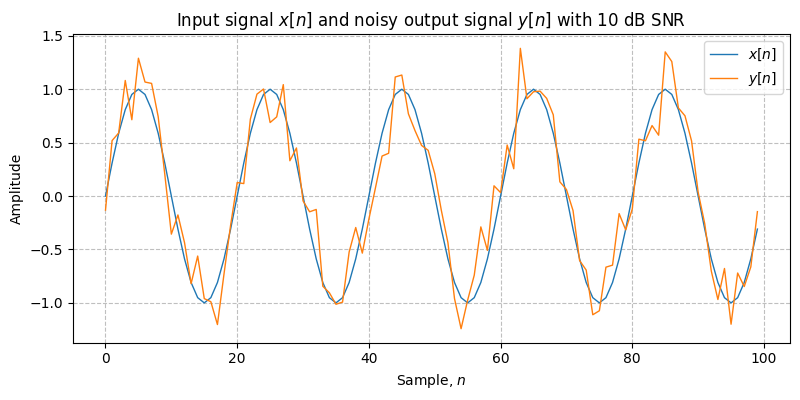 Input signal x[n] and noisy output signal y[n] with 10 dB SNR
1.5
1.0
0.5
0.0
−0.5
−1.0
Amplitude
x[n]
y[n]
0 20 40 60 80 100
Sample, n